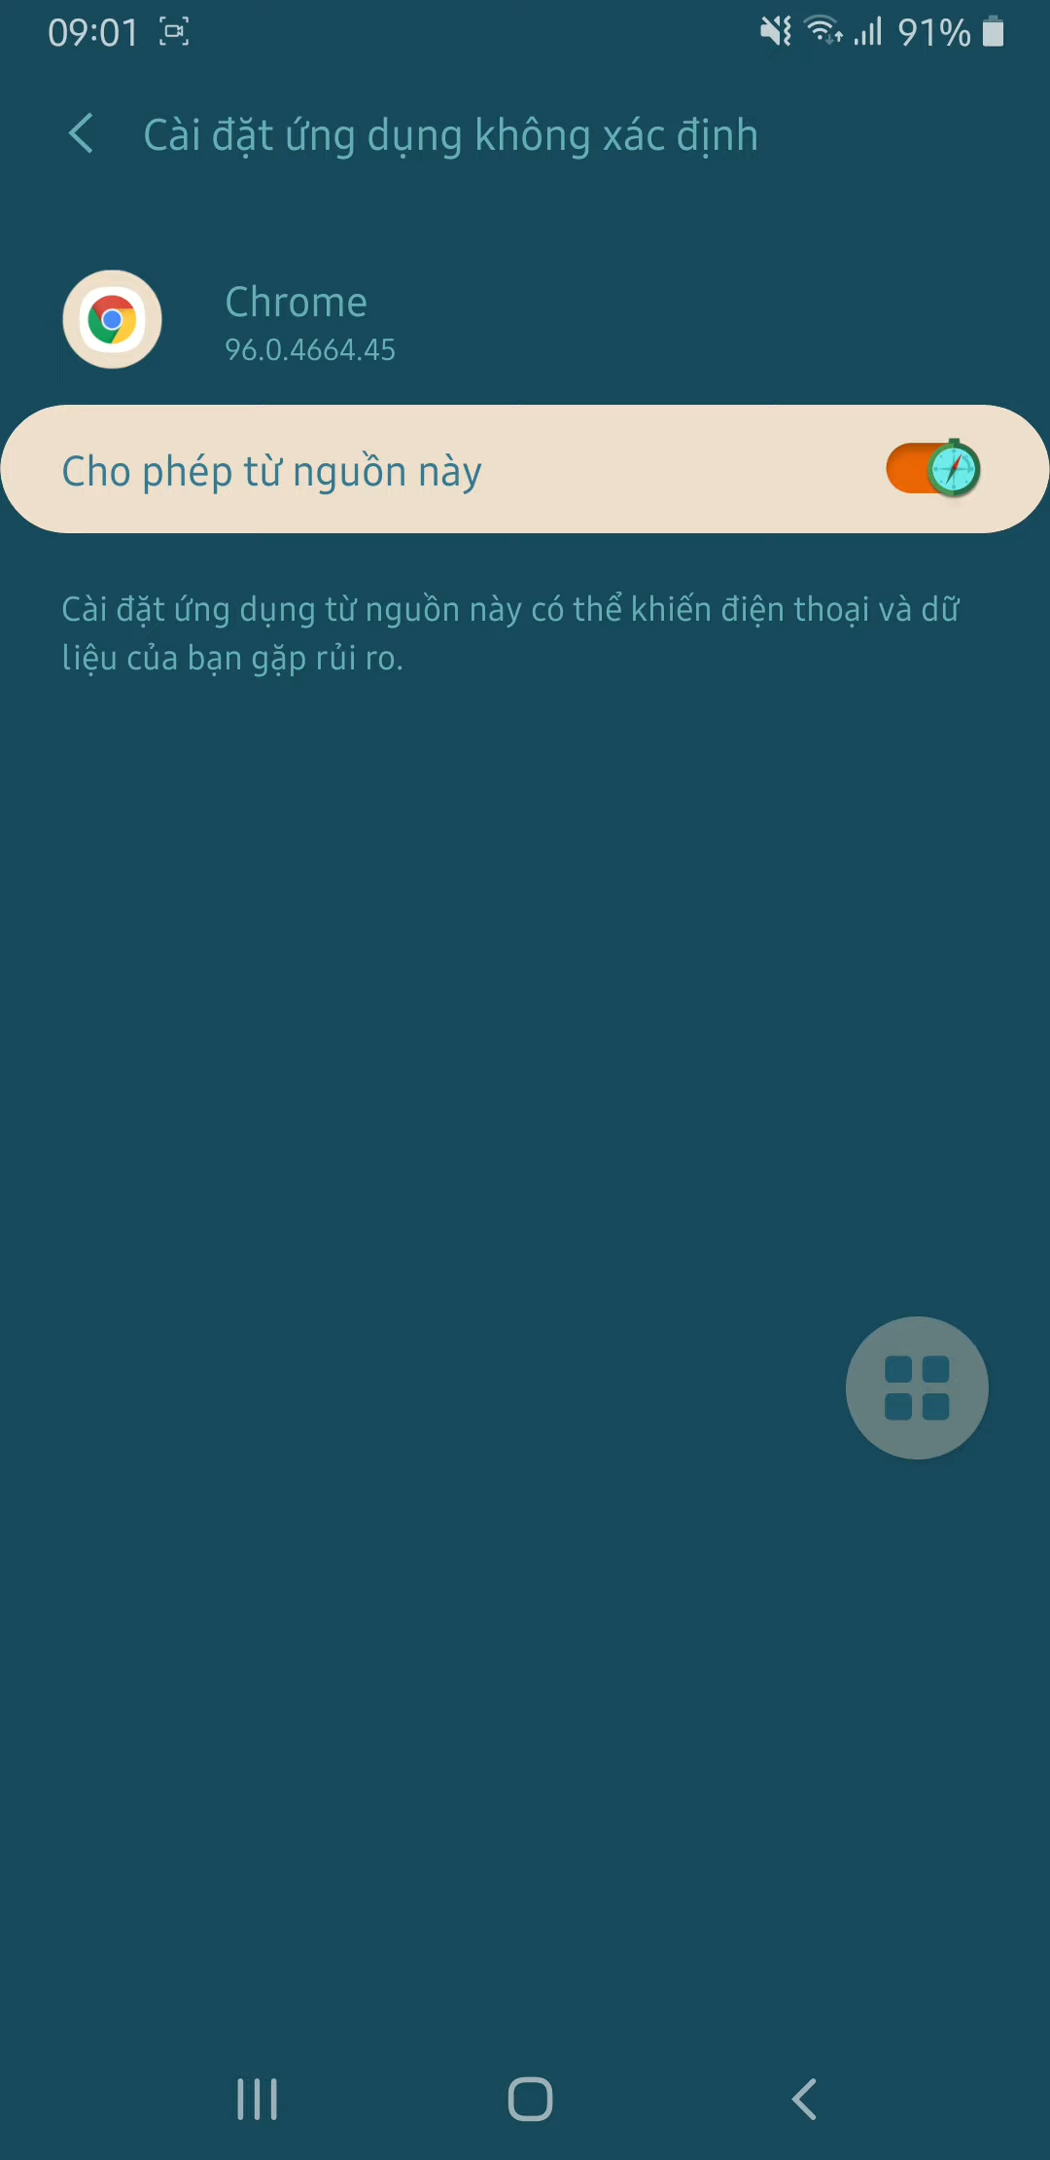 09:01 91%
Cài đặt ứng dụng không xác định
Chrome
96.0.4664.45
Cho phép từ nguồn này
Cài đặt ứng dụng từ nguồn này có thể khiến điện thoại và dữ
liệu của bạn gặp rủi ro.